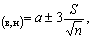 (в,н) = a ± 3 S/√n,